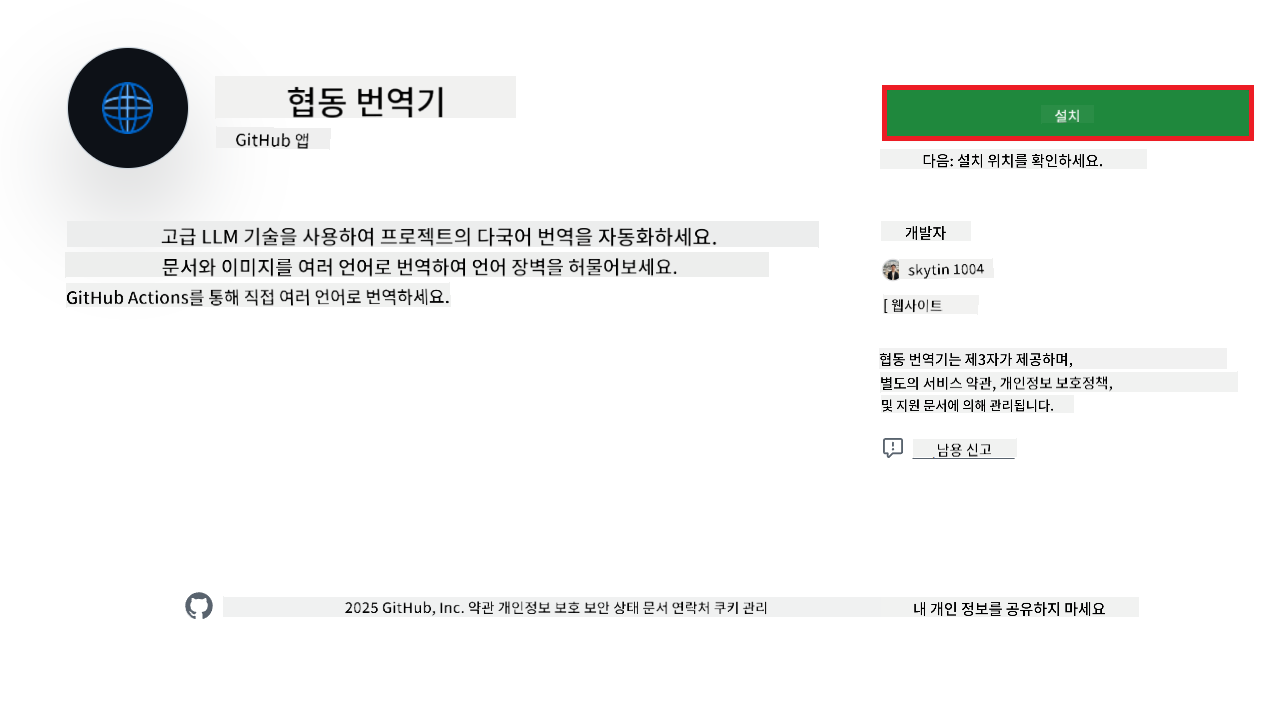 협동 번역기
GitHub 앱
설치
다음: 설치 위치를 확인하세요.
고급 LLM 기술을 사용하여 프로젝트의 다국어 번역을 자동화하세요.
문서와 이미지를 여러 언어로 번역하여 언어 장벽을 허물어보세요.
GitHub Actions를 통해 직접 여러 언어로 번역하세요.
개발자
skytin 1004
[ 웹사이트
협동 번역기는 제3자가 제공하며,
별도의 서비스 약관, 개인정보 보호정책,
및 지원 문서에 의해 관리됩니다.
남용 신고
2025 GitHub, Inc. 약관 개인정보 보호 보안 상태 문서 연락처 쿠키 관리 내 개인 정보를 공유하지 마세요